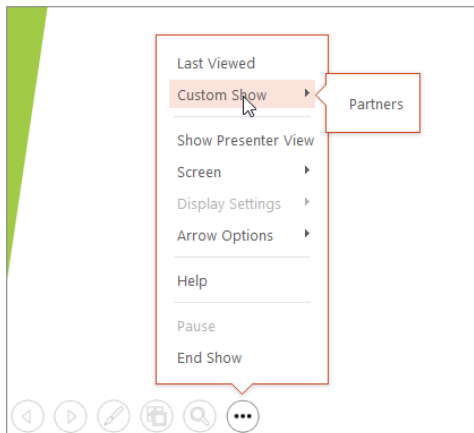 Last Viewed
Custom Show
Partners
Show Presenter View
Screen
Display Settings
Arrow Options
Help
Pause
End Show